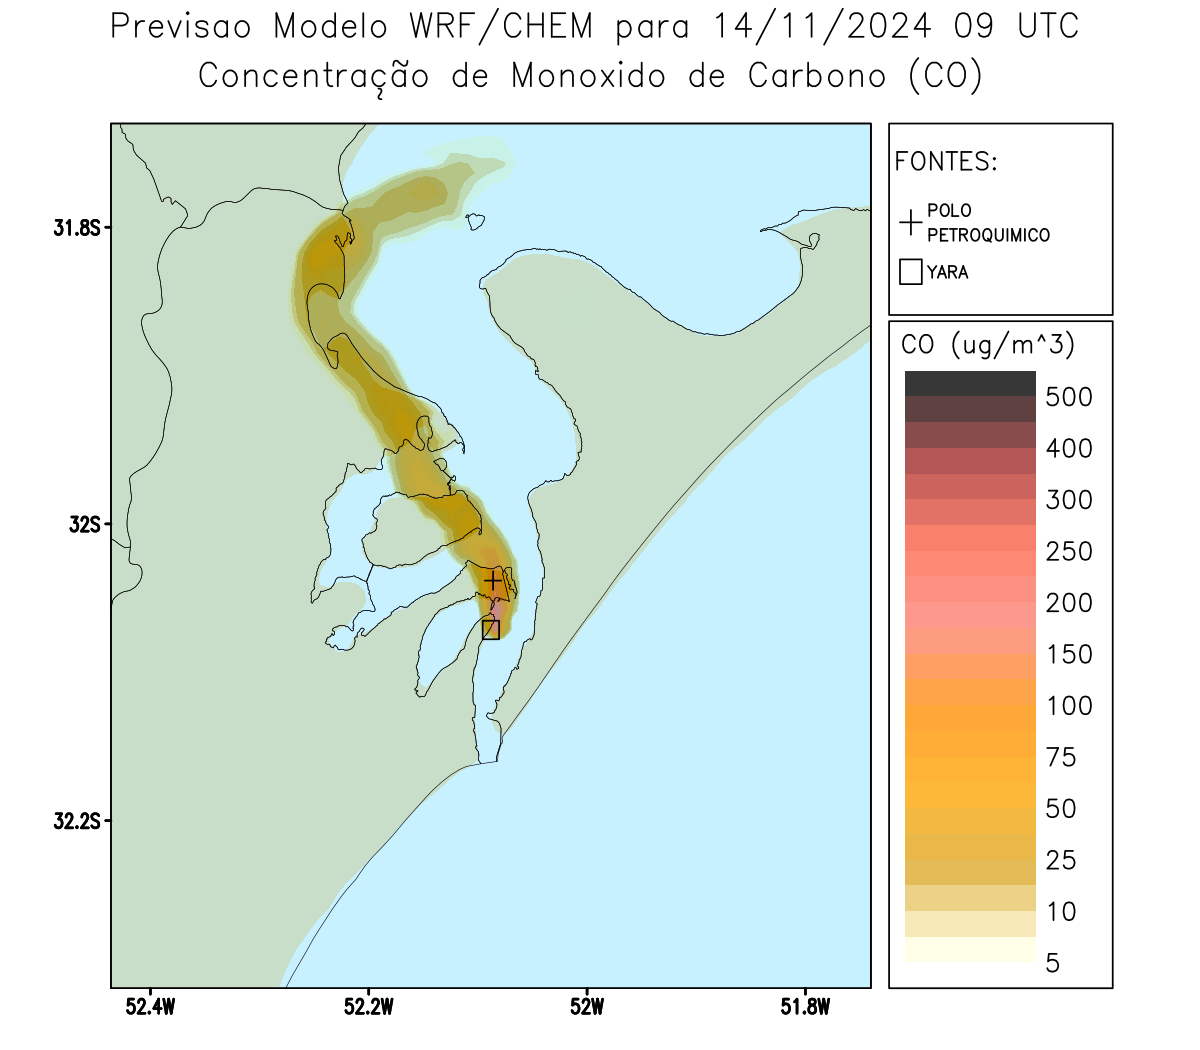 Previsao Modelo WRF/CHEM para 14/11/2024 09 UTC
Concentração de Monoxido de Carbono (CO)
FONTES:
POLO
PETROQUIMICO
YARA
CO (ug/m^3)
500
400
300
250
200
150
100
75
50
25
10
5
31.8S
32S
32.2S
52.4W
52.2W
52W
51.8W